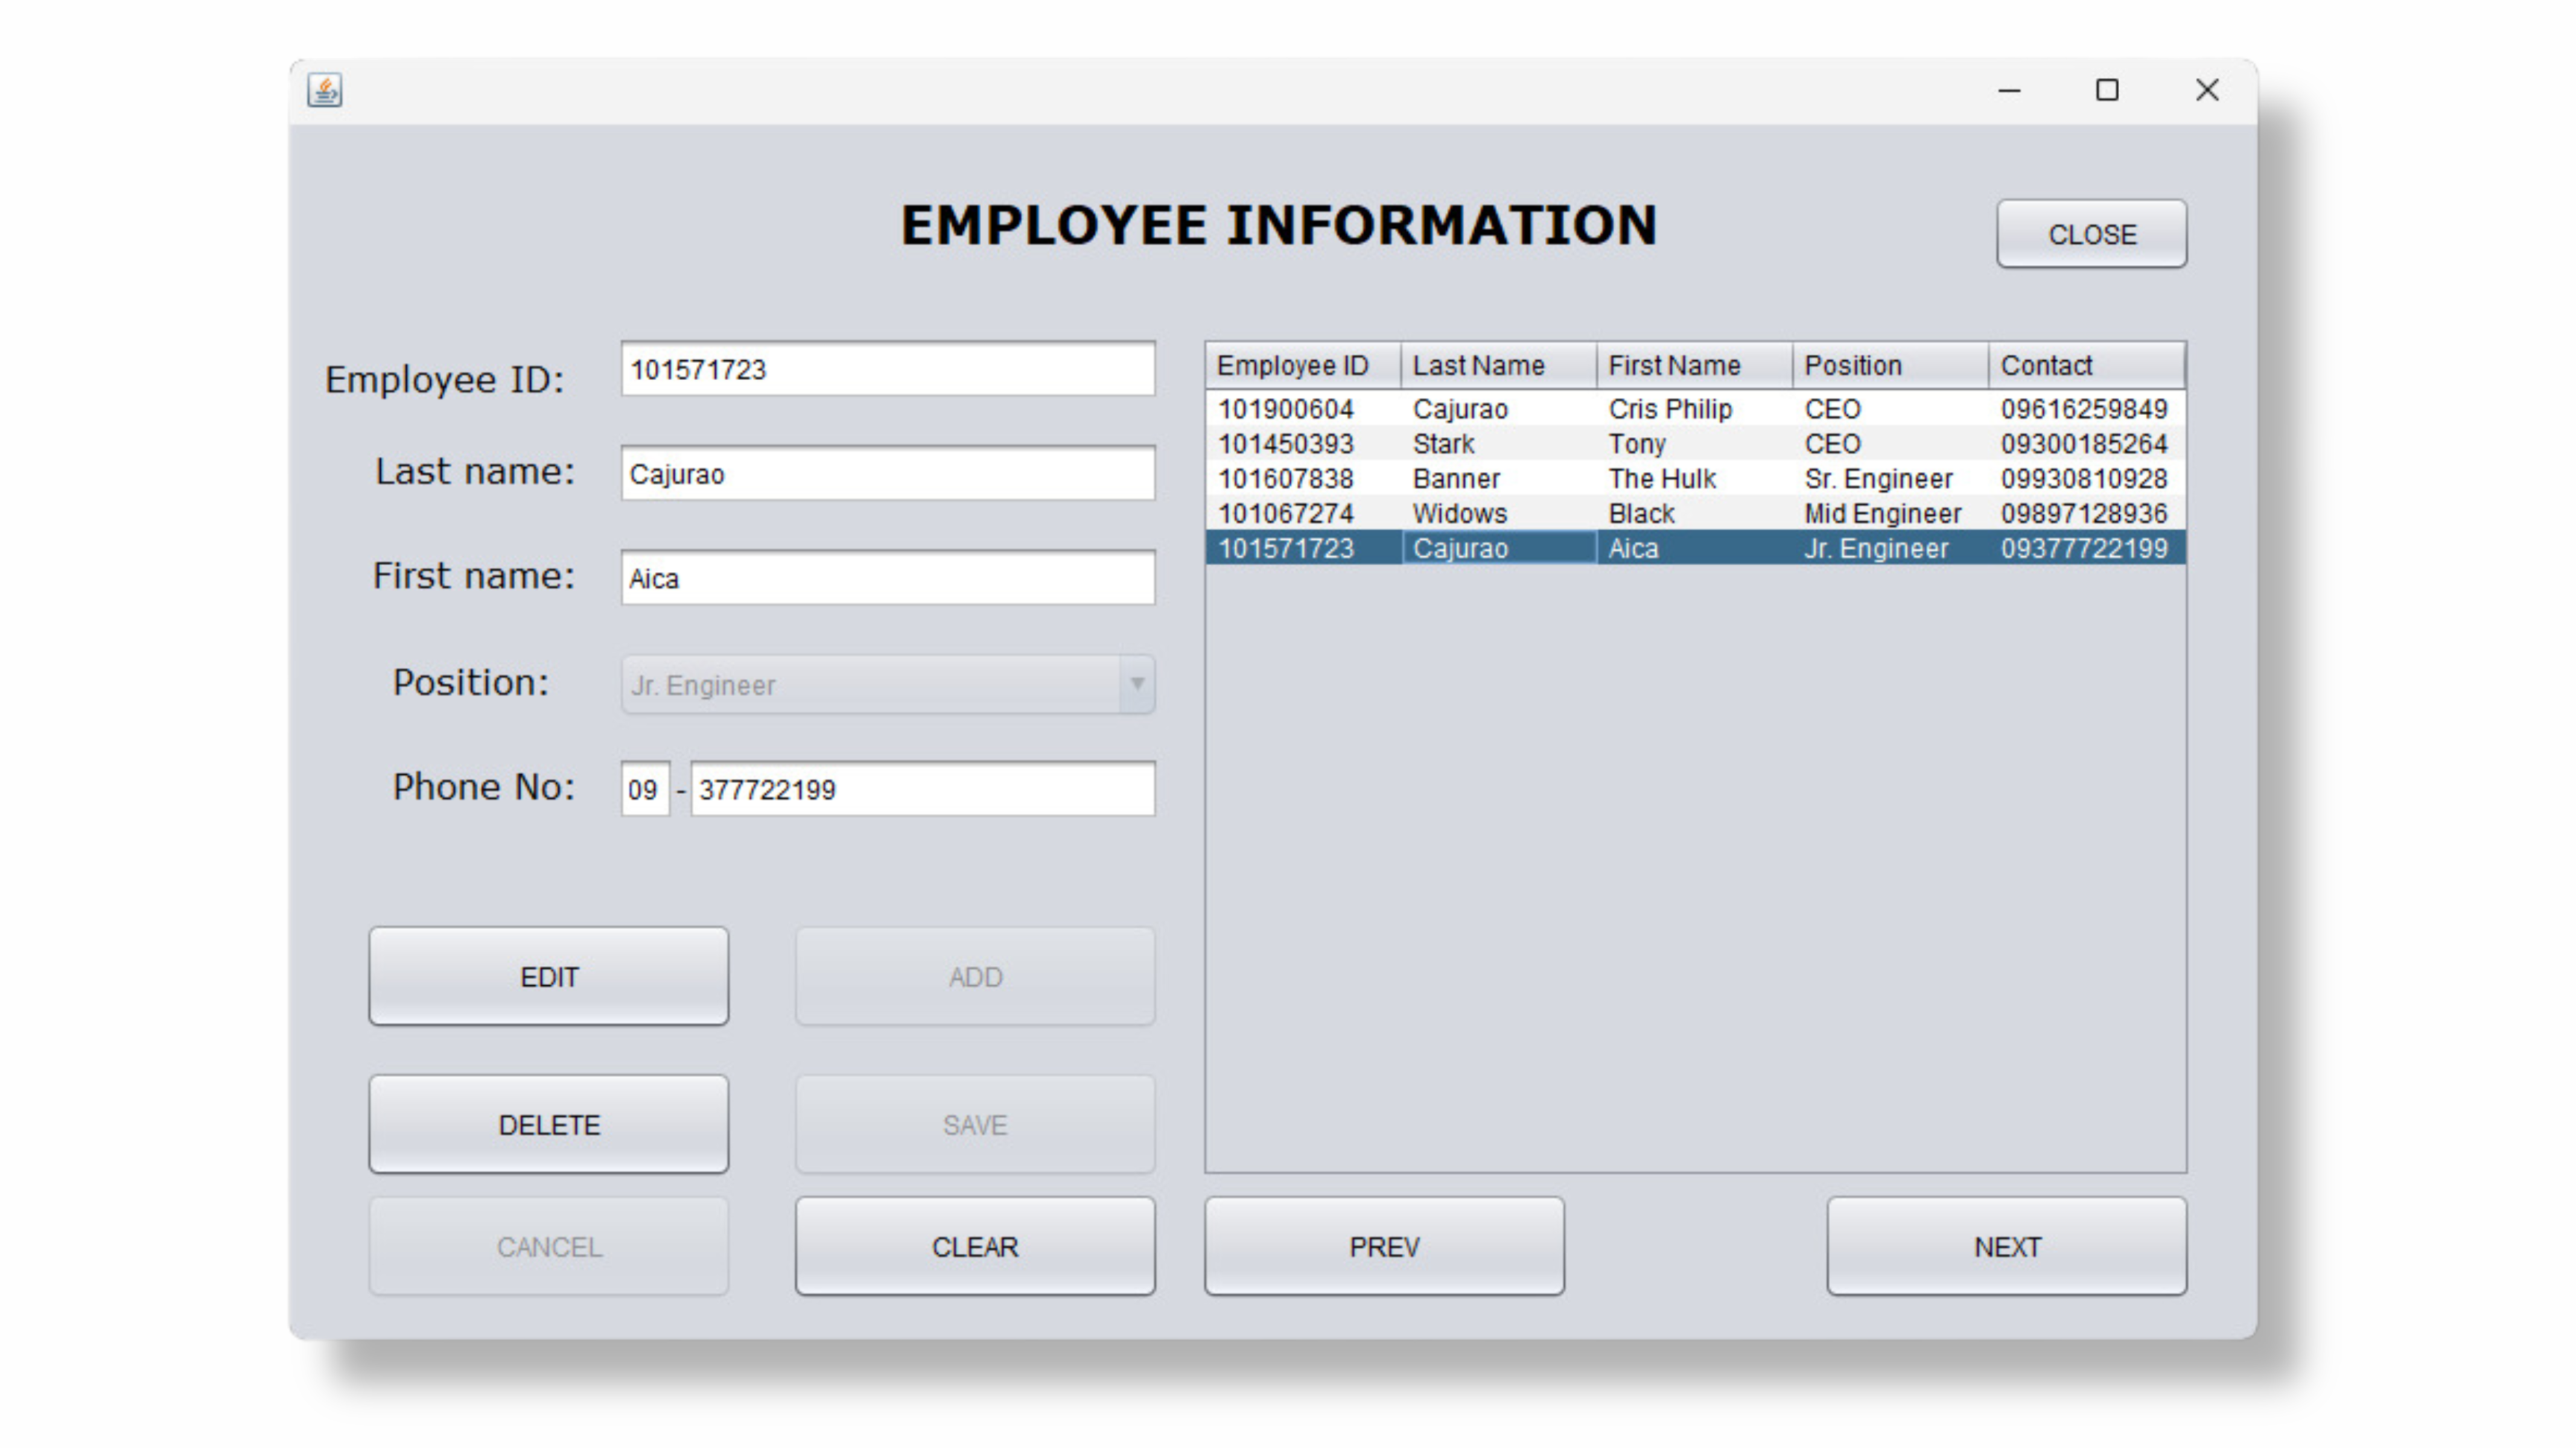 EMPLOYEE INFORMATION
CLOSE
Employee ID: 101571723
Last name: Cajurao
First name: Aica
Position: Jr. Engineer
Phone No: 09 - 377722199
EDIT ADD
DELETE SAVE
CANCEL CLEAR
Employee ID Last Name First Name Position Contact
101900604 Cajurao Cris Philip CEO 09616259849
101450393 Stark Tony CEO 09300185264
101607838 Banner The Hulk Sr. Engineer 09930810928
101067274 Widows Black Mid Engineer 09897128936
101571723 Cajurao Aica Jr. Engineer 09377722199
PREV NEXT